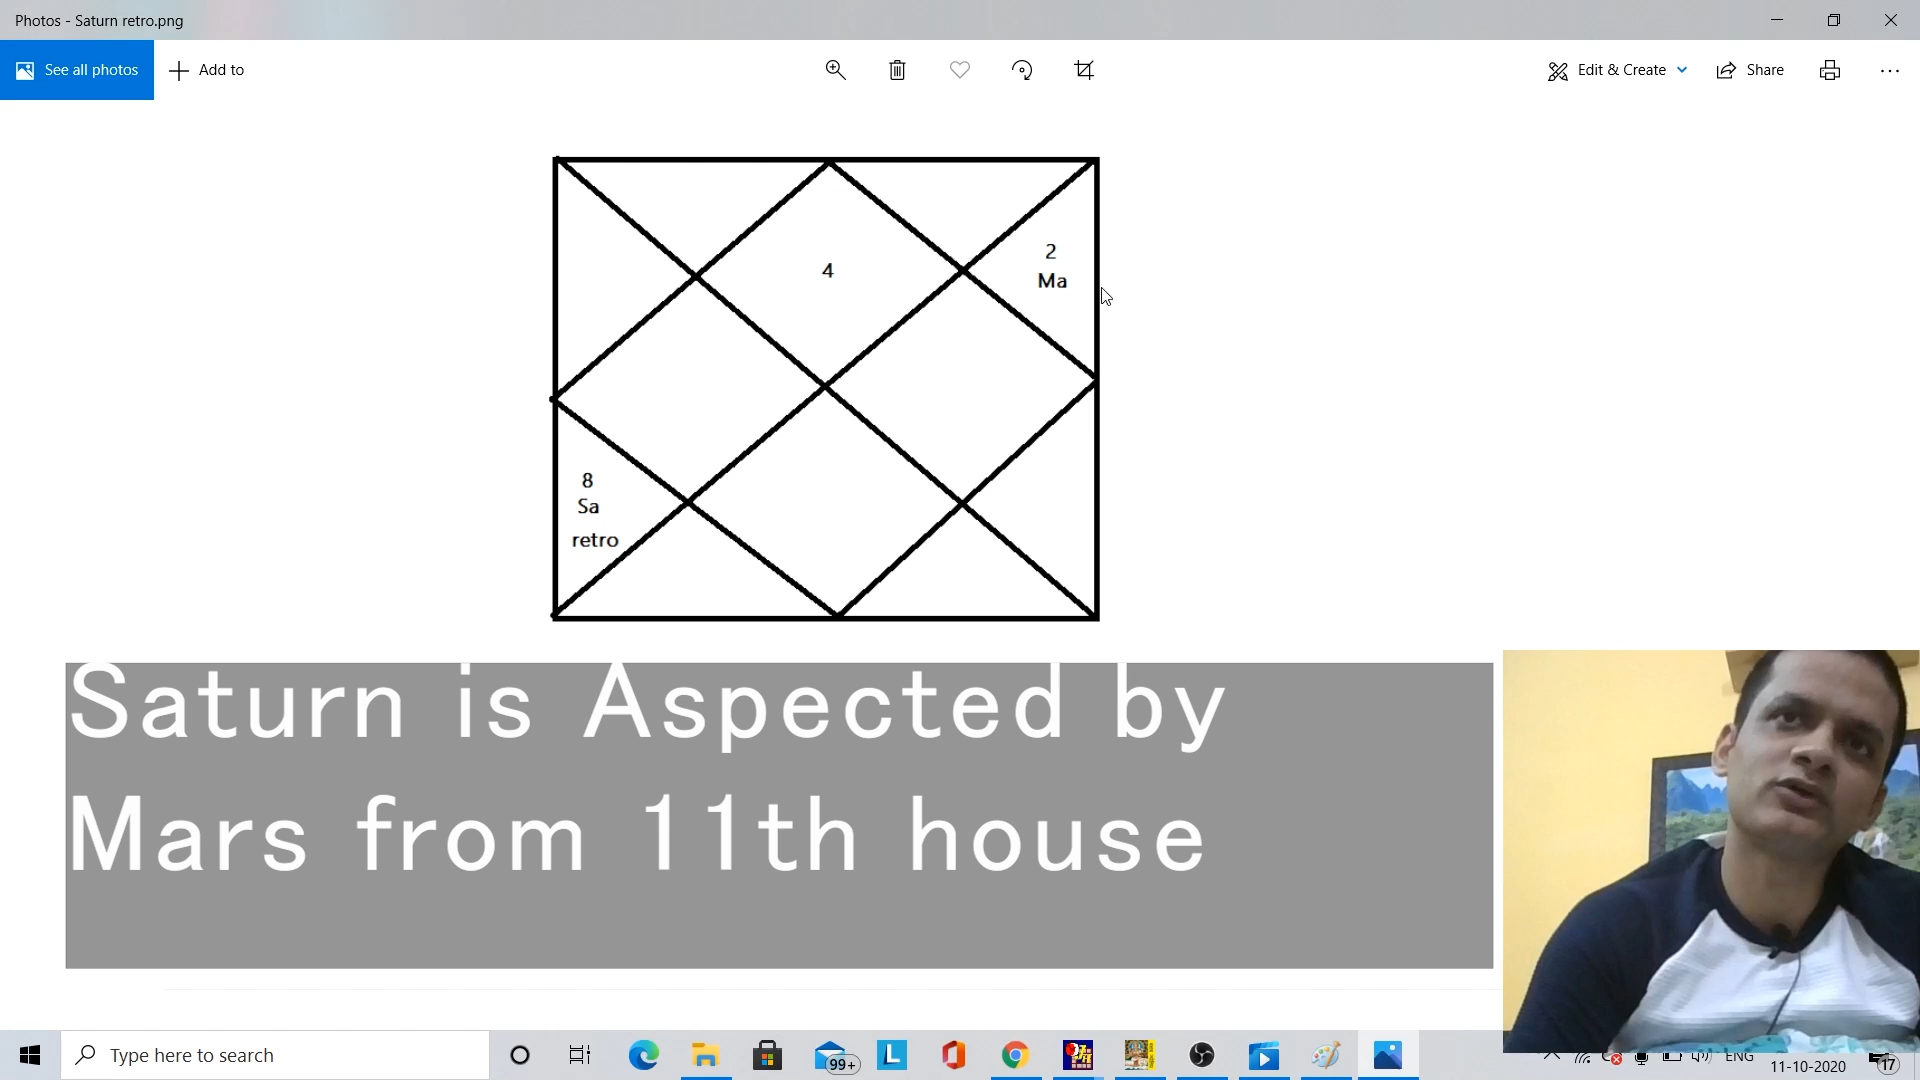 Photos - Saturn retro.png
See all photos
Add to
Edit & Create
Share
2
4
Ma
8
Sa
retro
Saturn is Aspected by
Mars from 11th house
Type here to search
99+
L
ENG
11-10-2020
17